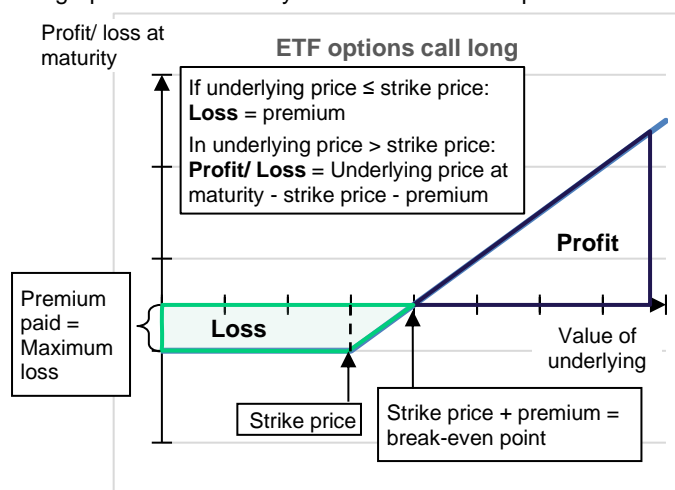 Profit/ loss at
maturity
ETF options call long
If underlying price ≤ strike price:
Loss = premium
In underlying price > strike price:
Profit/ Loss = Underlying price at
maturity - strike price - premium
Profit
Premium
paid =
Maximum
loss
Loss
Value of
underlying
Strike price
Strike price + premium =
break-even point